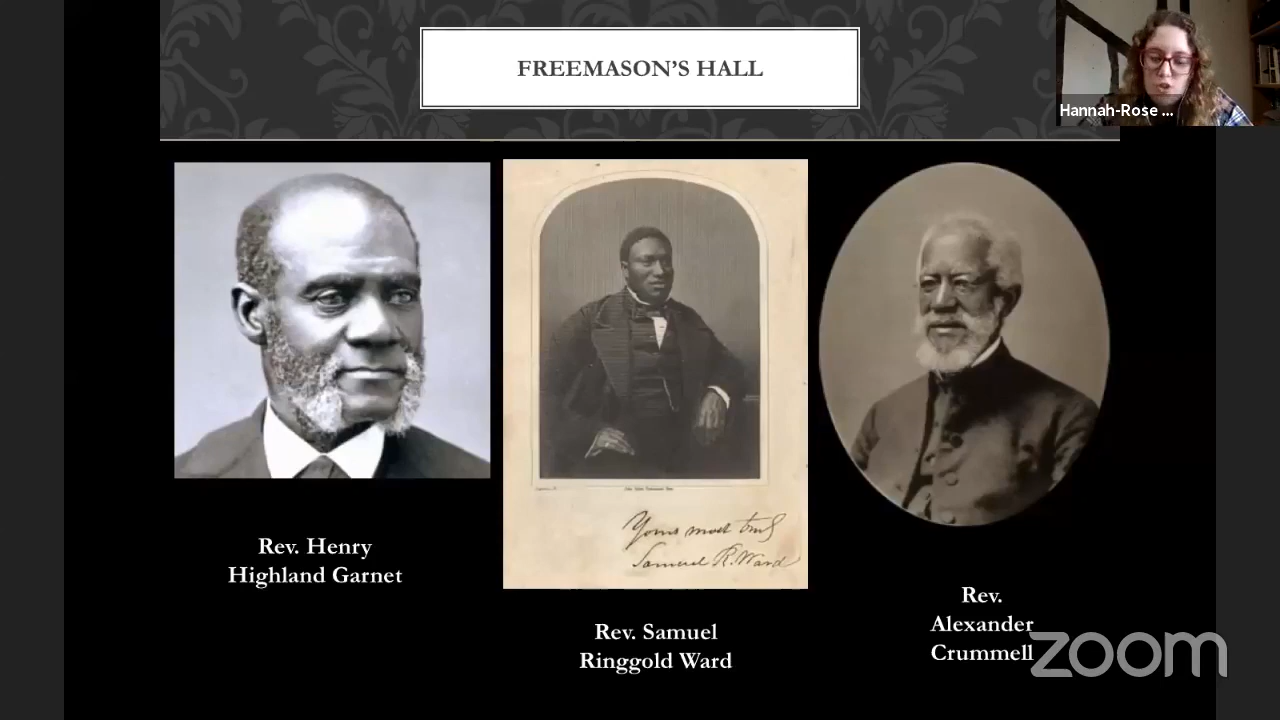 FREEMASON'S HALL
Hannah-Rose ...
Yours most truly
Samuel R. Ward
Rev. Henry
Highland Garnet
Rev. Samuel
Ringgold Ward
Rev.
Alexander
Crummell
zoom